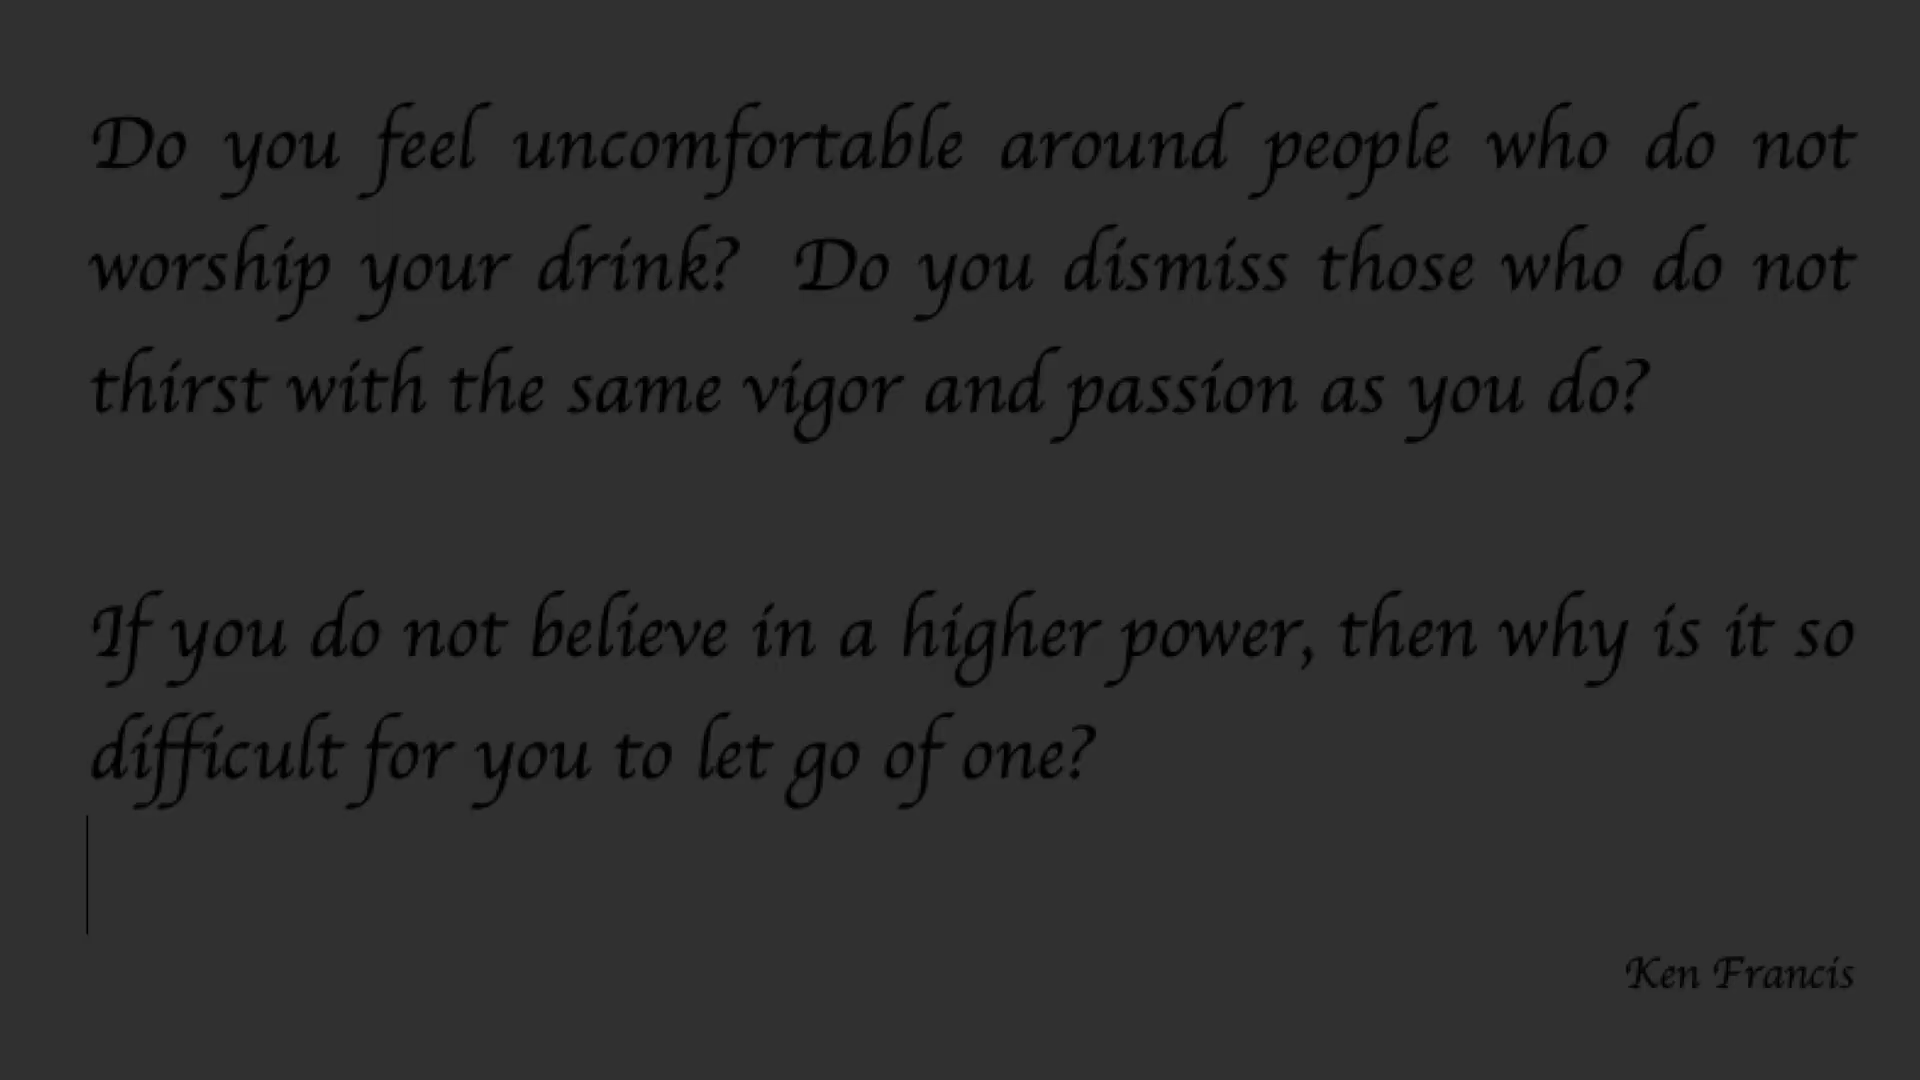 Do you feel uncomfortable around people who do not
worship your drink?  Do you dismiss those who do not
thirst with the same vigor and passion as you do?
If you do not believe in a higher power, then why is it so
difficult for you to let go of one?
Ken Francis